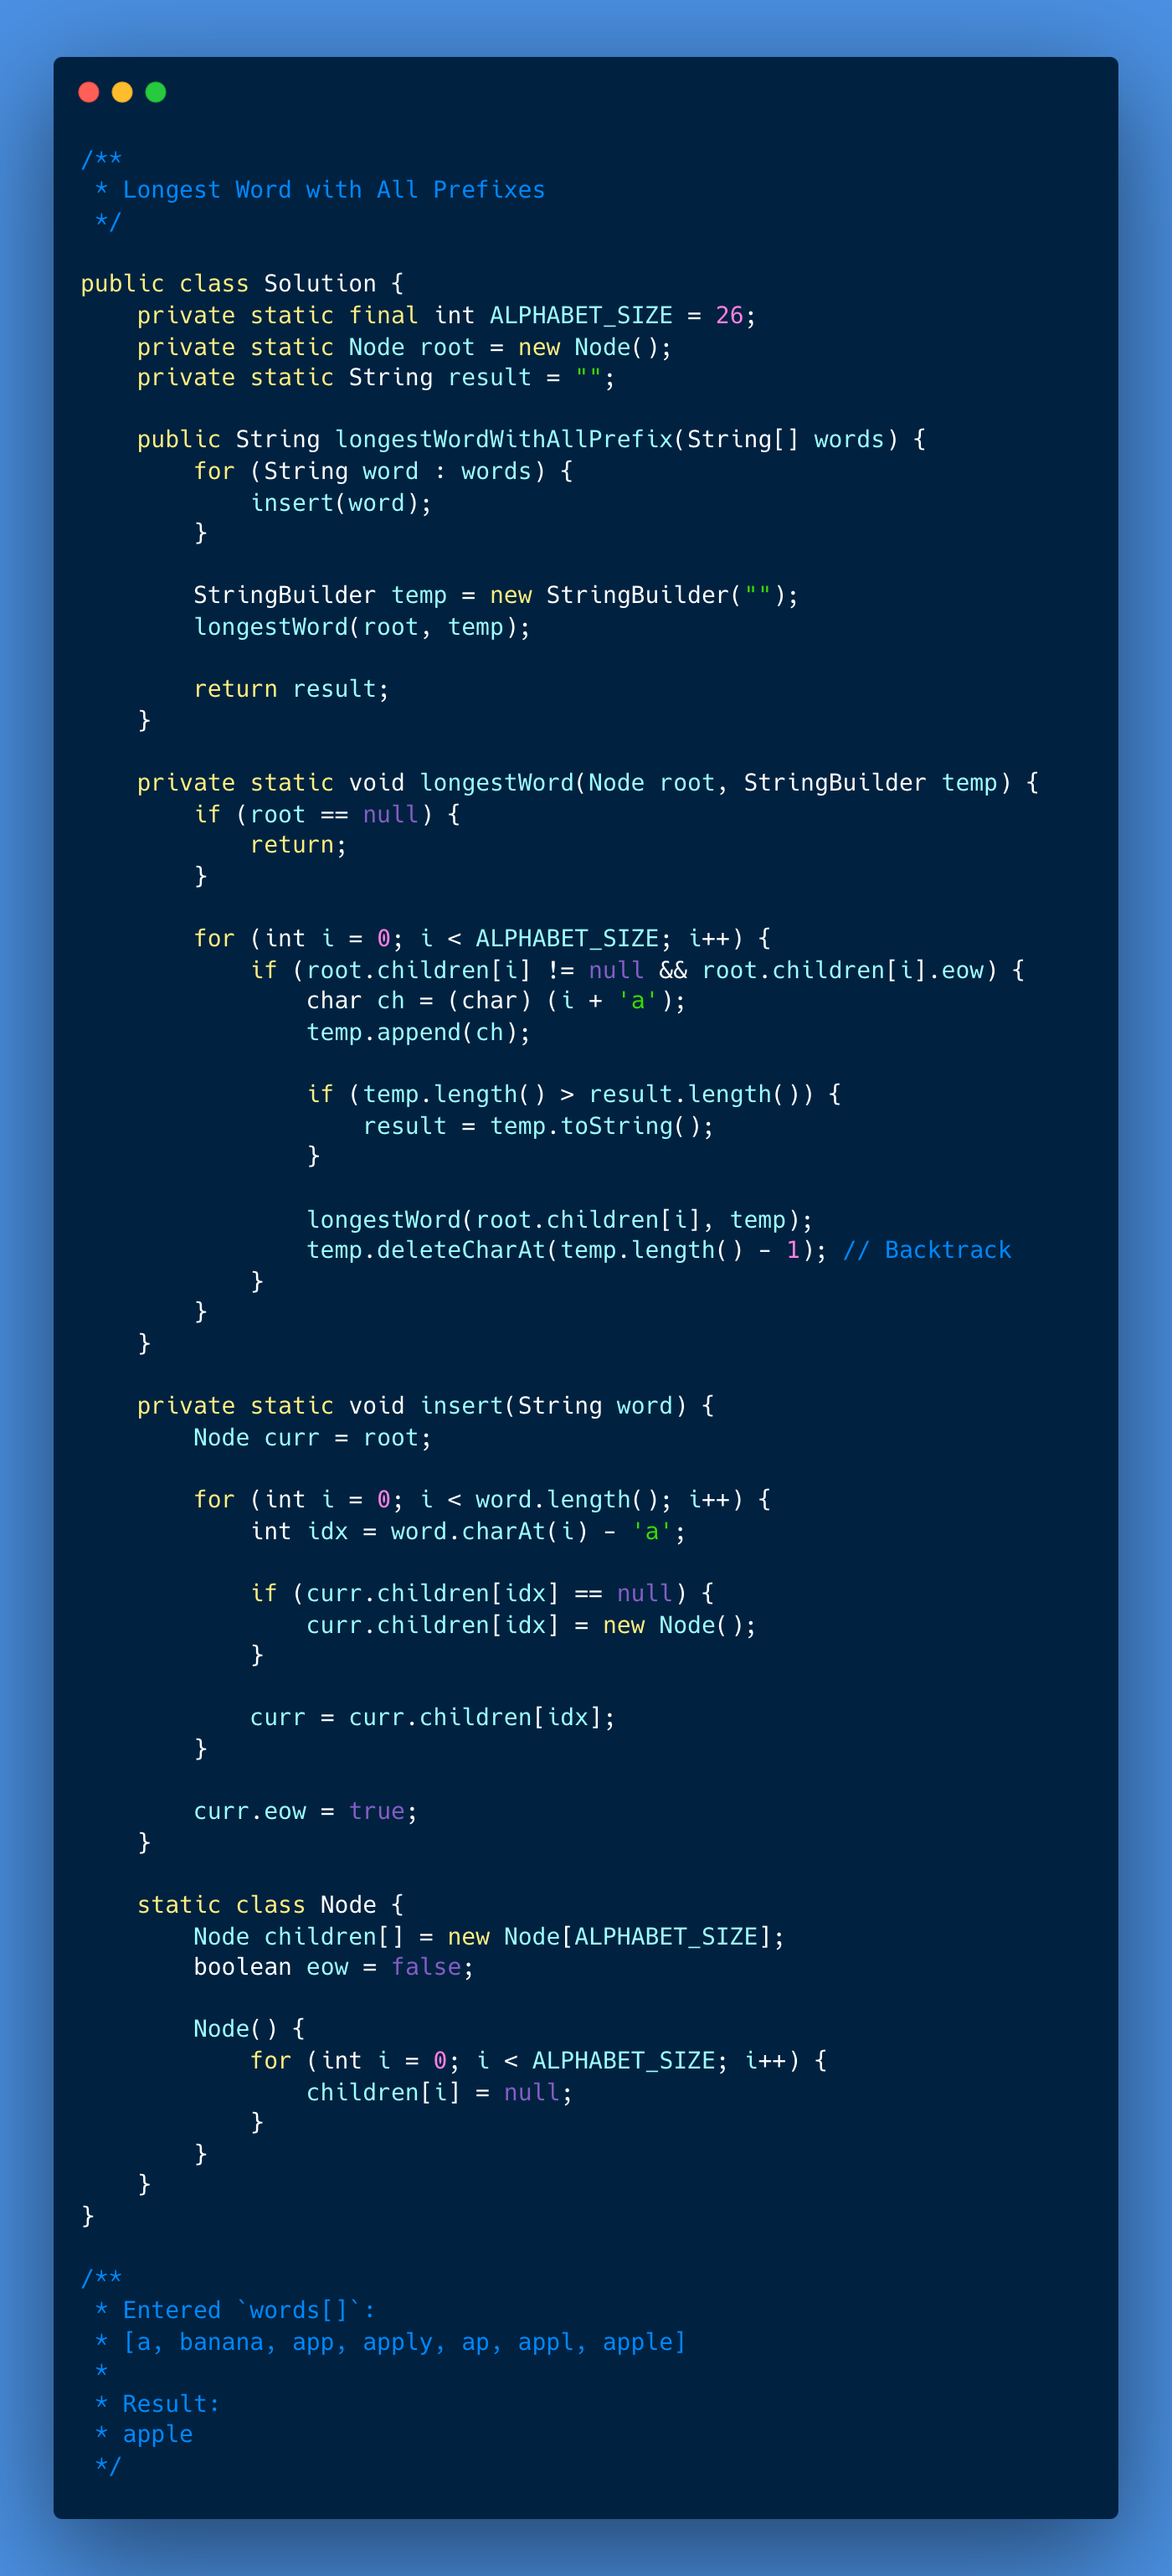 /**
 * Longest Word with All Prefixes
 */

public class Solution {
    private static final int ALPHABET_SIZE = 26;
    private static Node root = new Node();
    private static String result = "";

    public String longestWordWithAllPrefix(String[] words) {
        for (String word : words) {
            insert(word);
        }

        StringBuilder temp = new StringBuilder("");
        longestWord(root, temp);

        return result;
    }

    private static void longestWord(Node root, StringBuilder temp) {
        if (root == null) {
            return;
        }

        for (int i = 0; i < ALPHABET_SIZE; i++) {
            if (root.children[i] != null && root.children[i].eow) {
                char ch = (char) (i + 'a');
                temp.append(ch);

                if (temp.length() > result.length()) {
                    result = temp.toString();
                }

                longestWord(root.children[i], temp);
                temp.deleteCharAt(temp.length() - 1); // Backtrack
            }
        }
    }

    private static void insert(String word) {
        Node curr = root;

        for (int i = 0; i < word.length(); i++) {
            int idx = word.charAt(i) - 'a';

            if (curr.children[idx] == null) {
                curr.children[idx] = new Node();
            }

            curr = curr.children[idx];
        }

        curr.eow = true;
    }

    static class Node {
        Node children[] = new Node[ALPHABET_SIZE];
        boolean eow = false;

        Node() {
            for (int i = 0; i < ALPHABET_SIZE; i++) {
                children[i] = null;
            }
        }
    }
}

/**
 * Entered `words[]`:
 * [a, banana, app, apply, ap, appl, apple]
 *
 * Result:
 * apple
 */